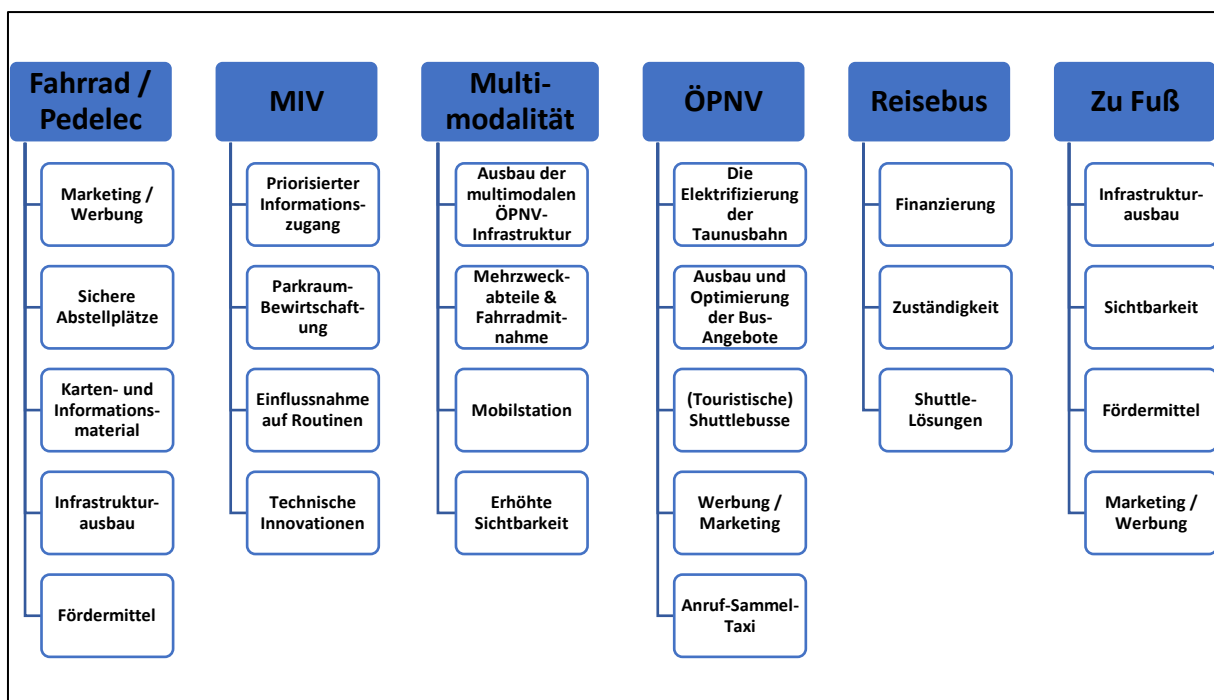 Fahrrad /
Pedelec
Marketing /
Werbung
Sichere
Abstellplätze
Karten- und
Informations-
material
Infrastruktur-
ausbau
Fördermittel
MIV
Priorisierter
Informations-
zugang
Parkraum-
Bewirtschaft-
ung
Einflussnahme
auf Routinen
Technische
Innovationen
Multi-
modalität
Ausbau der
multimodalen
ÖPNV-
Infrastruktur
Mehrzweck-
abteile &
Fahrradmit-
nahme
Mobilstation
Erhöhte
Sichtbarkeit
ÖPNV
Die
Elektrifizierung
der
Taunusbahn
Ausbau und
Optimierung
der Bus-
Angebote
(Touristische)
Shuttlebusse
Werbung /
Marketing
Anruf-Sammel-
Taxi
Reisebus
Finanzierung
Zuständigkeit
Shuttle-
Lösungen
Zu Fuß
Infrastruktur-
ausbau
Sichtbarkeit
Fördermittel
Marketing /
Werbung